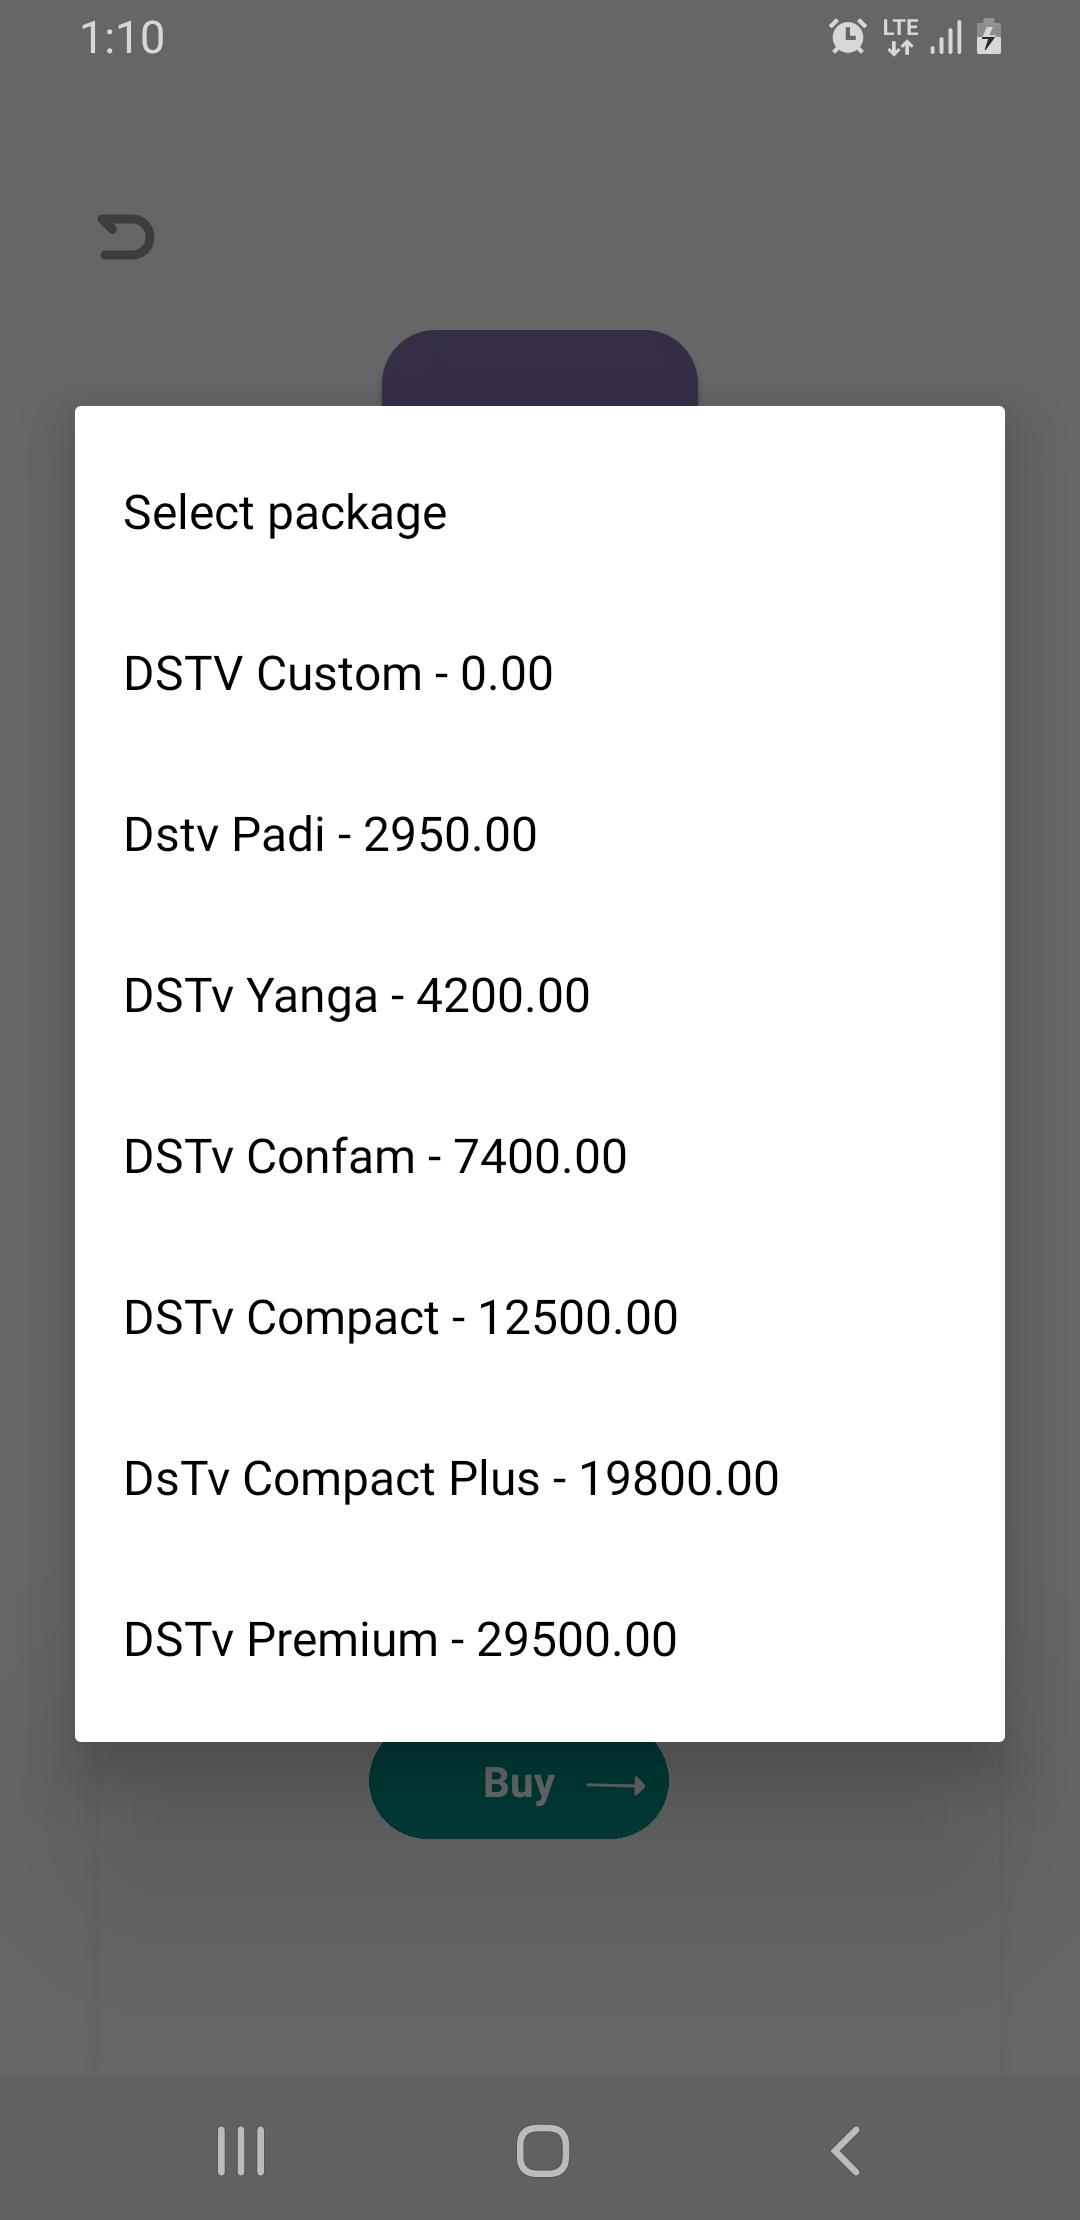 1:10
LTE
Select package
DSTV Custom - 0.00
Dstv Padi - 2950.00
DSTv Yanga - 4200.00
DSTv Confam - 7400.00
DSTv Compact - 12500.00
DsTv Compact Plus - 19800.00
DSTv Premium - 29500.00
Buy